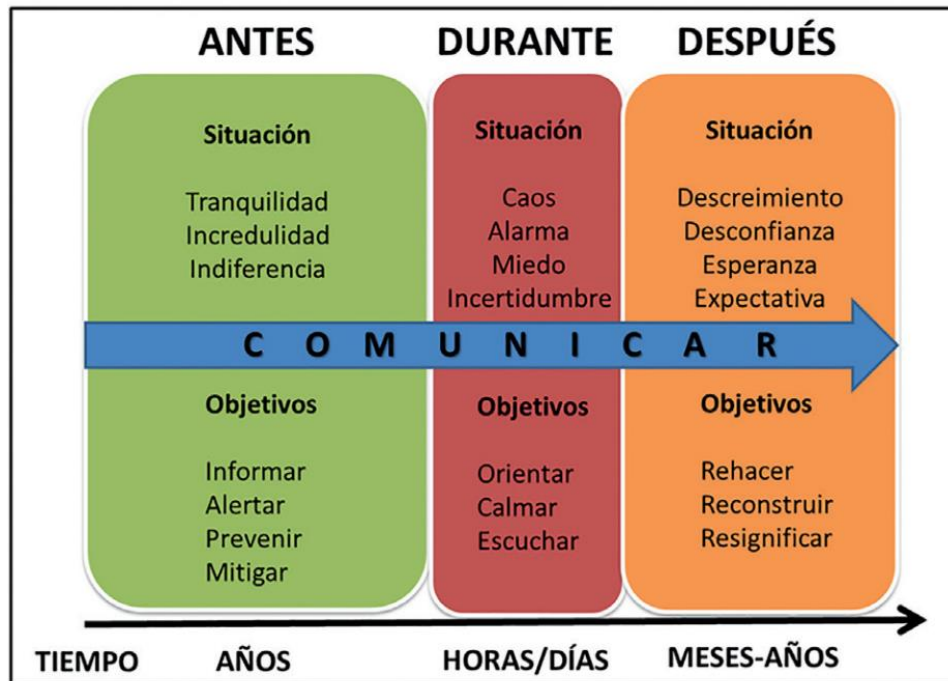 ANTES
Situación
Tranquilidad
Incredulidad
Indiferencia
Objetivos
Informar
Alertar
Prevenir
Mitigar
DURANTE
Situación
Caos
Alarma
Miedo
Incertidumbre
Objetivos
Orientar
Calmar
Escuchar
DESPUÉS
Situación
Descreimiento
Desconfianza
Esperanza
Expectativa
Objetivos
Rehacer
Reconstruir
Resignificar
C O M U N I C A R
TIEMPO AÑOS HORAS/DÍAS MESES-AÑOS